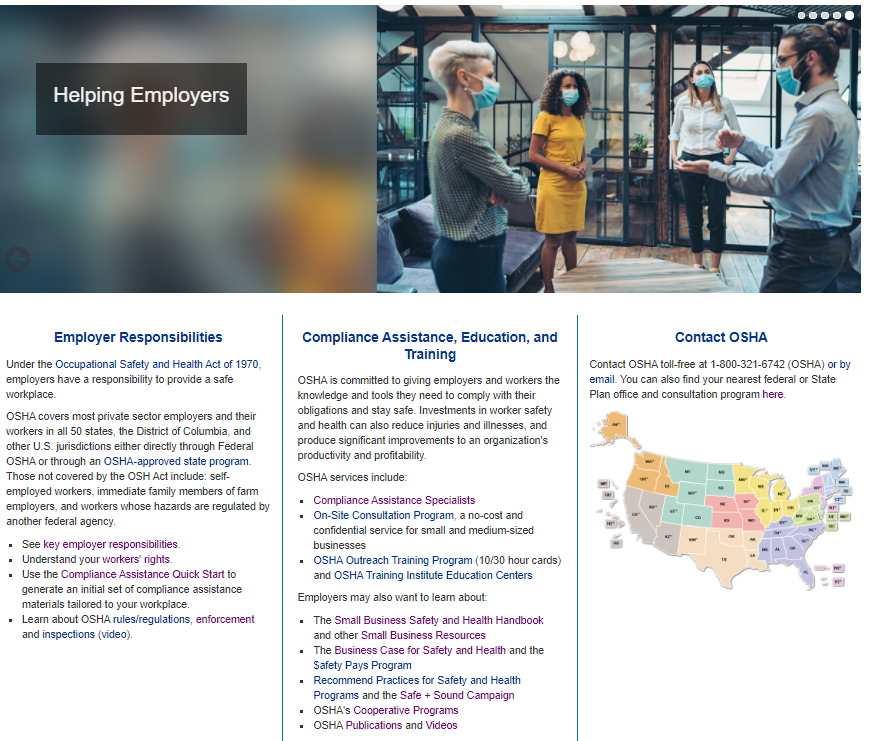 Helping Employers
Employer Responsibilities
Under the Occupational Safety and Health Act of 1970,
employers have a responsibility to provide a safe
workplace.
OSHA covers most private sector employers and their
workers in all 50 states, the District of Columbia, and
other U.S. jurisdictions either directly through Federal
OSHA or through an OSHA-approved state program.
Those not covered by the OSH Act include: self-
employed workers, immediate family members of farm
employers, and workers whose hazards are regulated by
another federal agency.
See key employer responsibilities.
Understand your workers' rights.
Use the Compliance Assistance Quick Start to
generate an initial set of compliance assistance
materials tailored to your workplace.
Learn about OSHA rules/regulations, enforcement
and inspections (video).
Compliance Assistance, Education, and
Training
OSHA is committed to giving employers and workers the
knowledge and tools they need to comply with their
obligations and stay safe. Investments in worker safety
and health can also reduce injuries and illnesses, and
produce significant improvements to an organization's
productivity and profitability.
OSHA services include:
Compliance Assistance Specialists
On-Site Consultation Program, a no-cost and
confidential service for small and medium-sized
businesses
OSHA Outreach Training Program (10/30 hour cards)
and OSHA Training Institute Education Centers
Employers may also want to learn about:
The Small Business Safety and Health Handbook
and other Small Business Resources
The Business Case for Safety and Health and the
$afety Pays Program
Recommend Practices for Safety and Health
Programs and the Safe + Sound Campaign
OSHA's Cooperative Programs
OSHA Publications and Videos
Contact OSHA
Contact OSHA toll-free at 1-800-321-6742 (OSHA) or by
email. You can also find your nearest federal or State
Plan office and consultation program here.